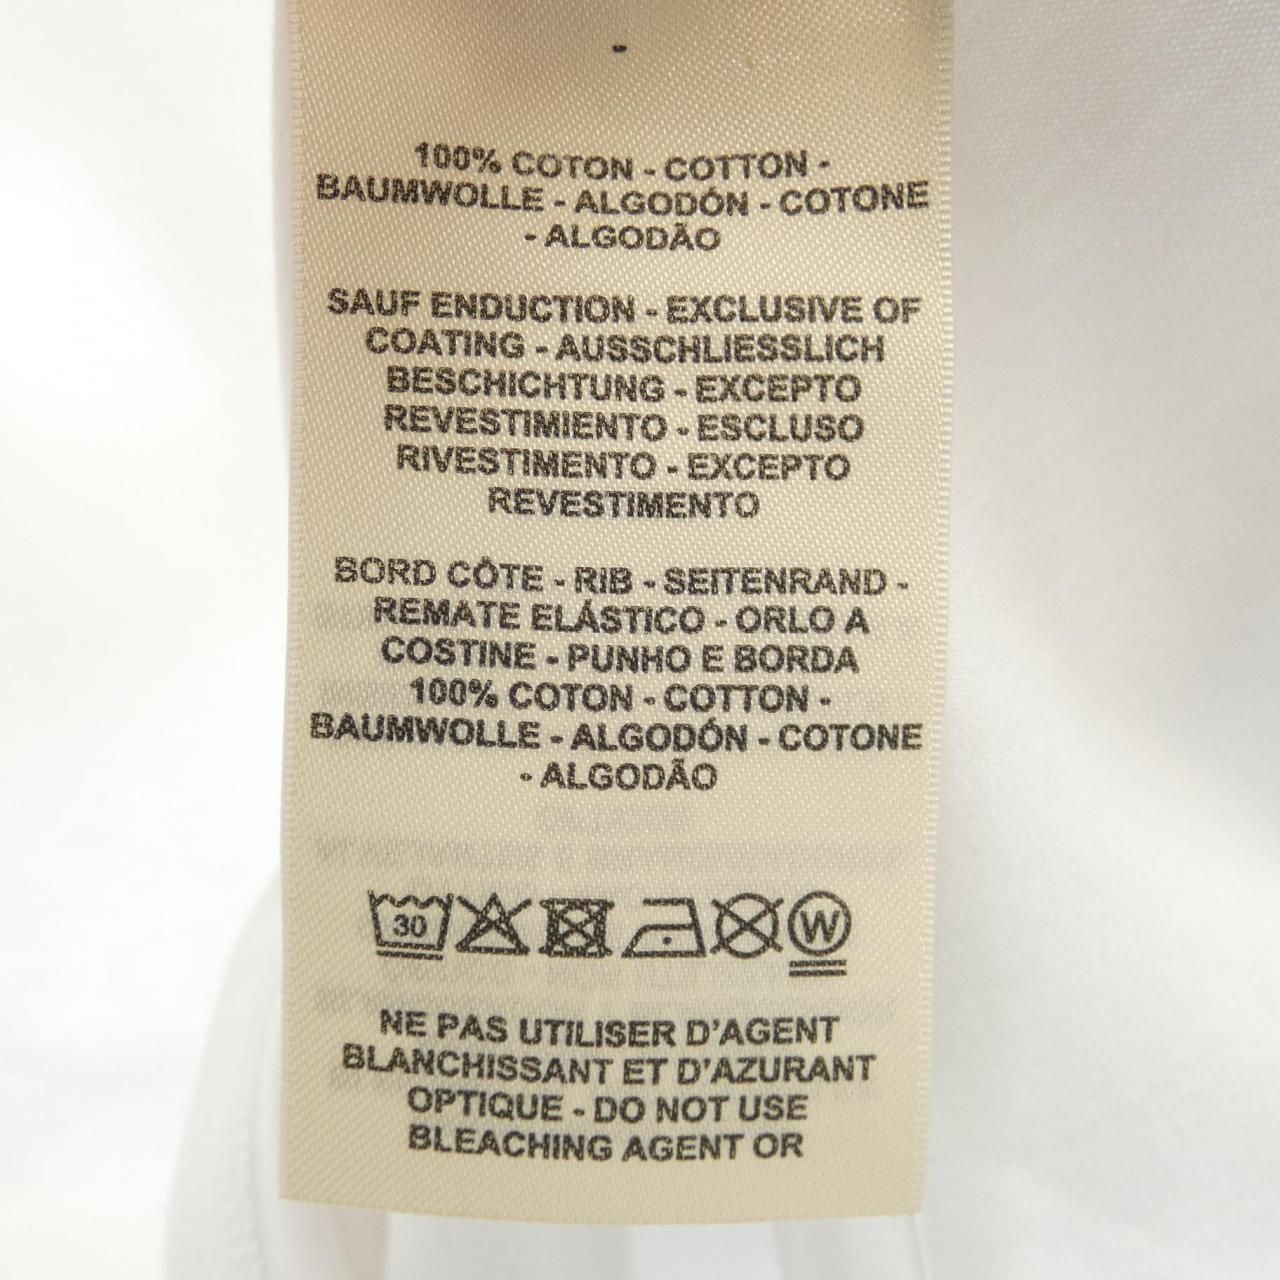 -
100% COTON - COTTON -
BAUMWOLLE - ALGODÓN - COTONE
- ALGODÃO
SAUF ENDUCTION - EXCLUSIVE OF
COATING - AUSSCHLIESSLICH
BESCHICHTUNG - EXCEPTO
REVESTIMIENTO - ESCLUSO
RIVESTIMENTO - EXCEPTO
REVESTIMENTO
BORD CÔTE - RIB - SEITENRAND -
REMATE ELÁSTICO - ORLO A
COSTINE - PUNHO E BORDA
100% COTON - COTTON -
BAUMWOLLE - ALGODÓN - COTONE
- ALGODÃO
30 W
NE PAS UTILISER D'AGENT
BLANCHISSANT ET D'AZURANT
OPTIQUE - DO NOT USE
BLEACHING AGENT OR